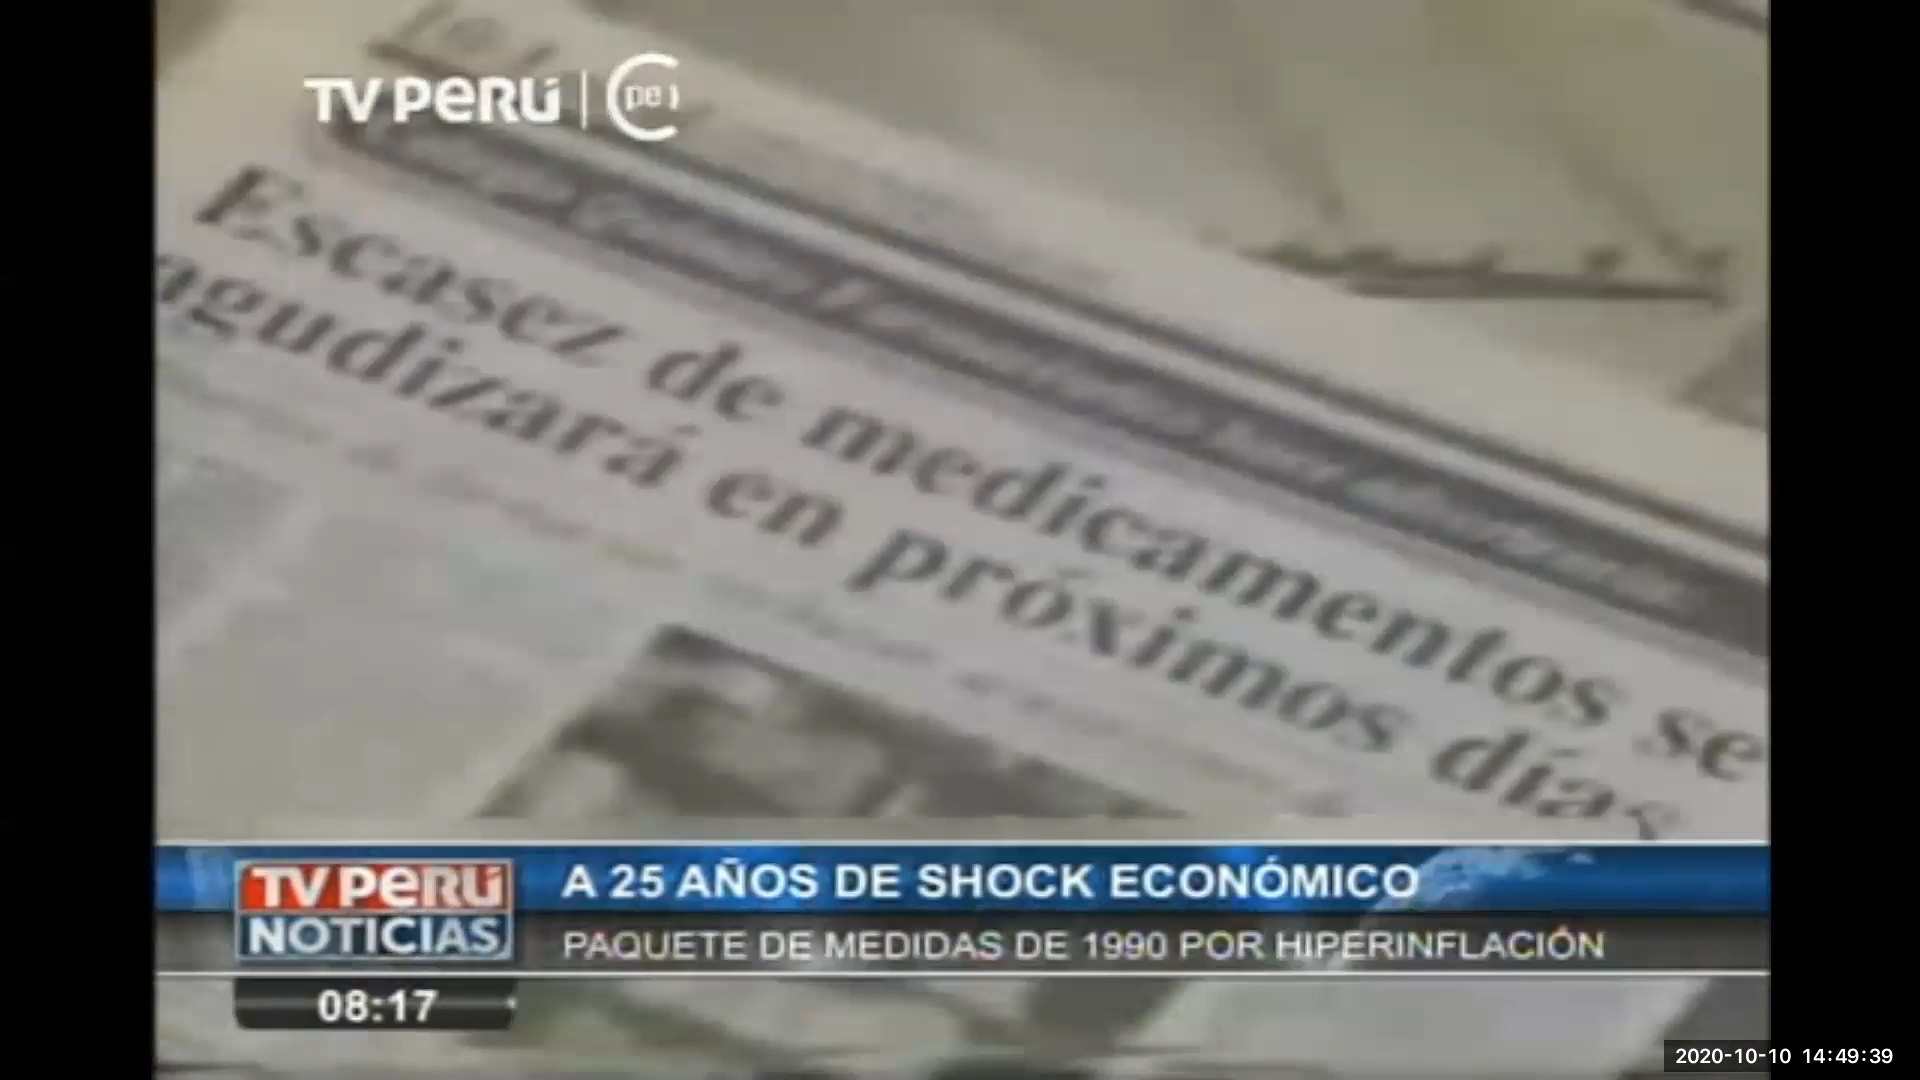 TV PERÚ
pe
Escasez de medicamentos se
agudizará en próximos días
TV PERÚ
NOTICIAS
A 25 AÑOS DE SHOCK ECONÓMICO
PAQUETE DE MEDIDAS DE 1990 POR HIPERINFLACIÓN
08:17
2020-10-10 14:49:39